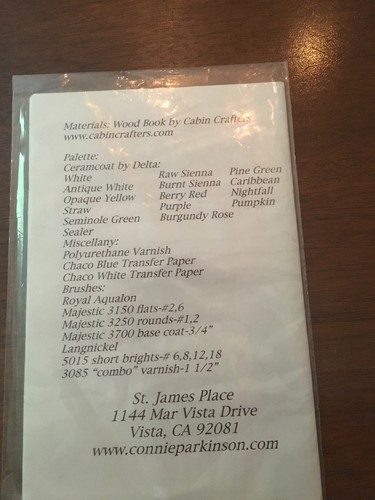 Materials: Wood Book by Cabin Crafters
www.cabincrafters.com
Palette:
Ceramcoat by Delta:
White Raw Sienna Pine Green
Antique White Burnt Sienna Caribbean
Opaque Yellow Berry Red Nightfall
Straw Purple Pumpkin
Seminole Green Burgundy Rose
Sealer
Miscellany:
Polyurethane Varnish
Chaco Blue Transfer Paper
Chaco White Transfer Paper
Brushes:
Royal Aqualon
Majestic 3150 flats-#2,6
Majestic 3250 rounds-#1,2
Majestic 3700 base coat-3/4"
Langnickel
5015 short brights-# 6,8,12,18
3085 "combo" varnish-1 1/2"
St. James Place
1144 Mar Vista Drive
Vista, CA 92081
www.connieparkinson.com